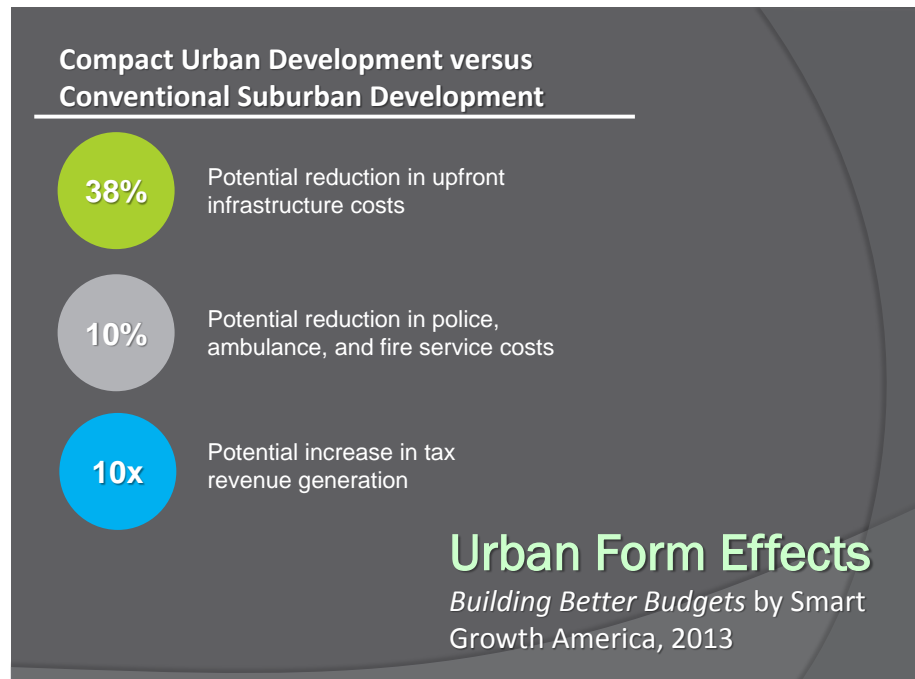 Compact Urban Development versus
Conventional Suburban Development
38%
Potential reduction in upfront
infrastructure costs
10%
Potential reduction in police,
ambulance, and fire service costs
10x
Potential increase in tax
revenue generation
Urban Form Effects
Building Better Budgets by Smart
Growth America, 2013